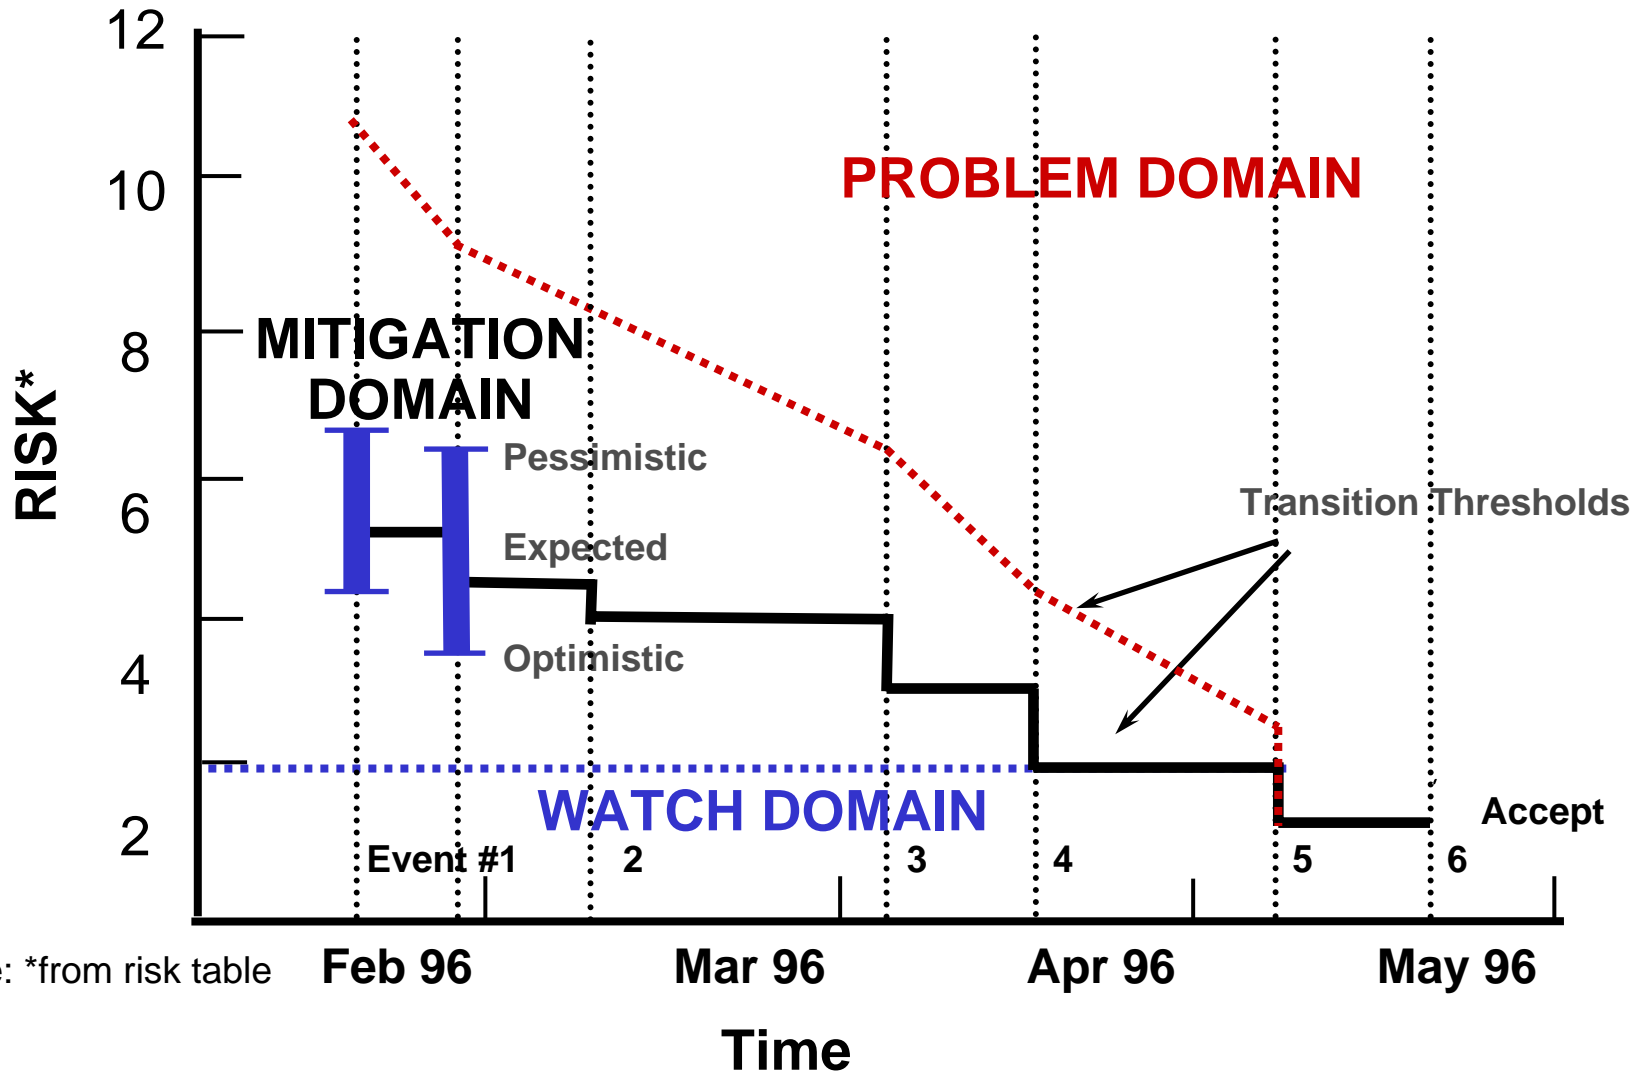 12
10
8
6
4
2
RISK*
PROBLEM DOMAIN
MITIGATION
DOMAIN
Pessimistic
Expected
Optimistic
Transition Thresholds
WATCH DOMAIN
Accept
Event #1 2 3 4 5 6
: *from risk table
Feb 96 Mar 96 Apr 96 May 96
Time